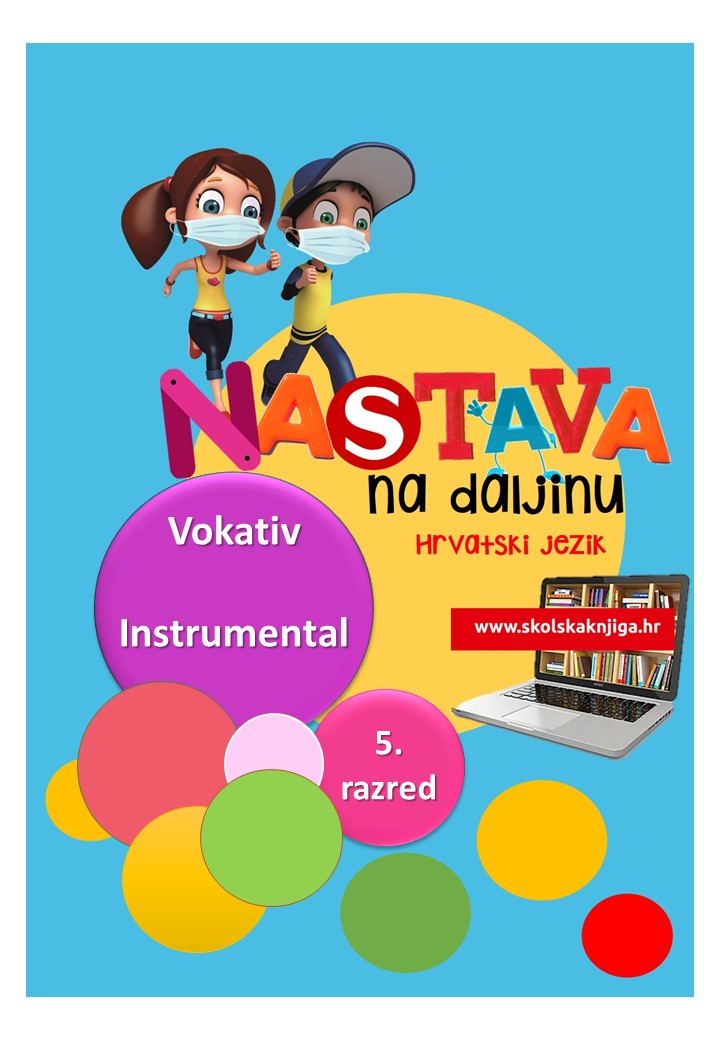 NASTAVA
na daljinu
Hrvatski jezik
Vokativ
Instrumental
www.skolskaknjiga.hr
5.
razred